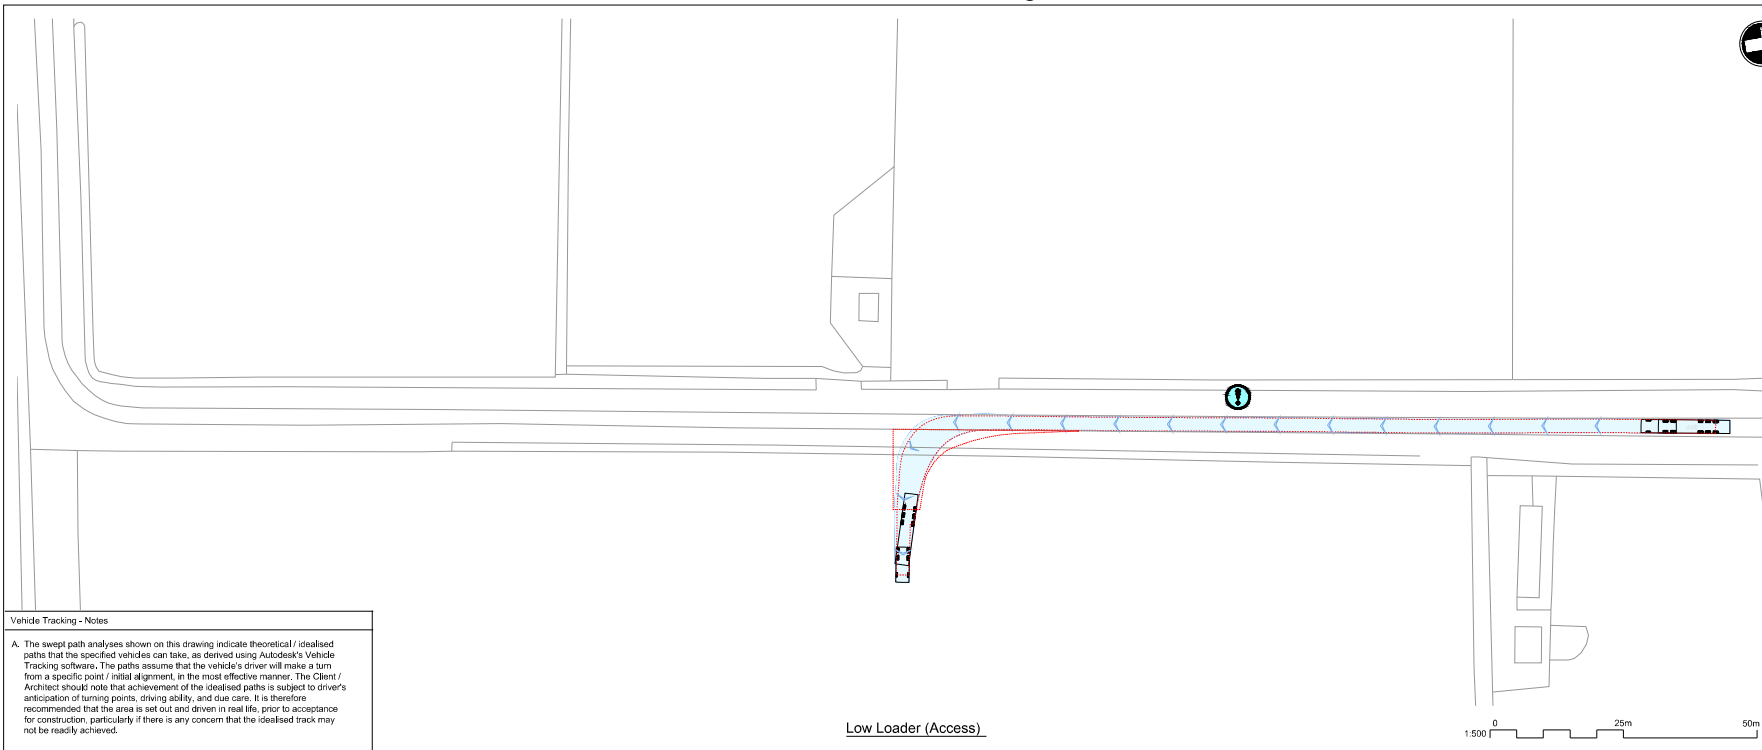 Vehicle Tracking - Notes
A. The swept path analyses shown on this drawing indicate theoretical / idealised
paths that the specified vehicles can take, as derived using Autodesk's Vehicle
Tracking software. The paths assume that the vehicle's driver will make a turn
from a specific point / initial alignment, in the most effective manner. The Client /
Architect should note that achievement of the idealised paths is subject to driver's
anticipation of turning points, driving ability, and due care. It is therefore
recommended that the area is set out and driven in real life, prior to acceptance
for construction, particularly if there is any concern that the idealised track may
not be readily achieved.
Low Loader (Access)
0 25m 50m
1:500